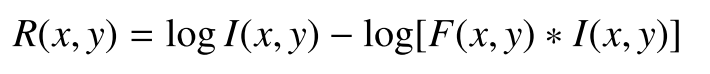 R(x, y) = log I(x, y) − log[F(x, y) ∗ I(x, y)]